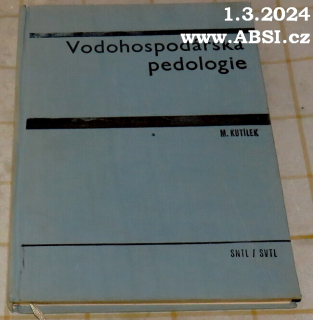 1.3.2024
www.ABSI.cz
Vodohospodářská
pedologie
M. KUTÍLEK
SNTL / SVTL